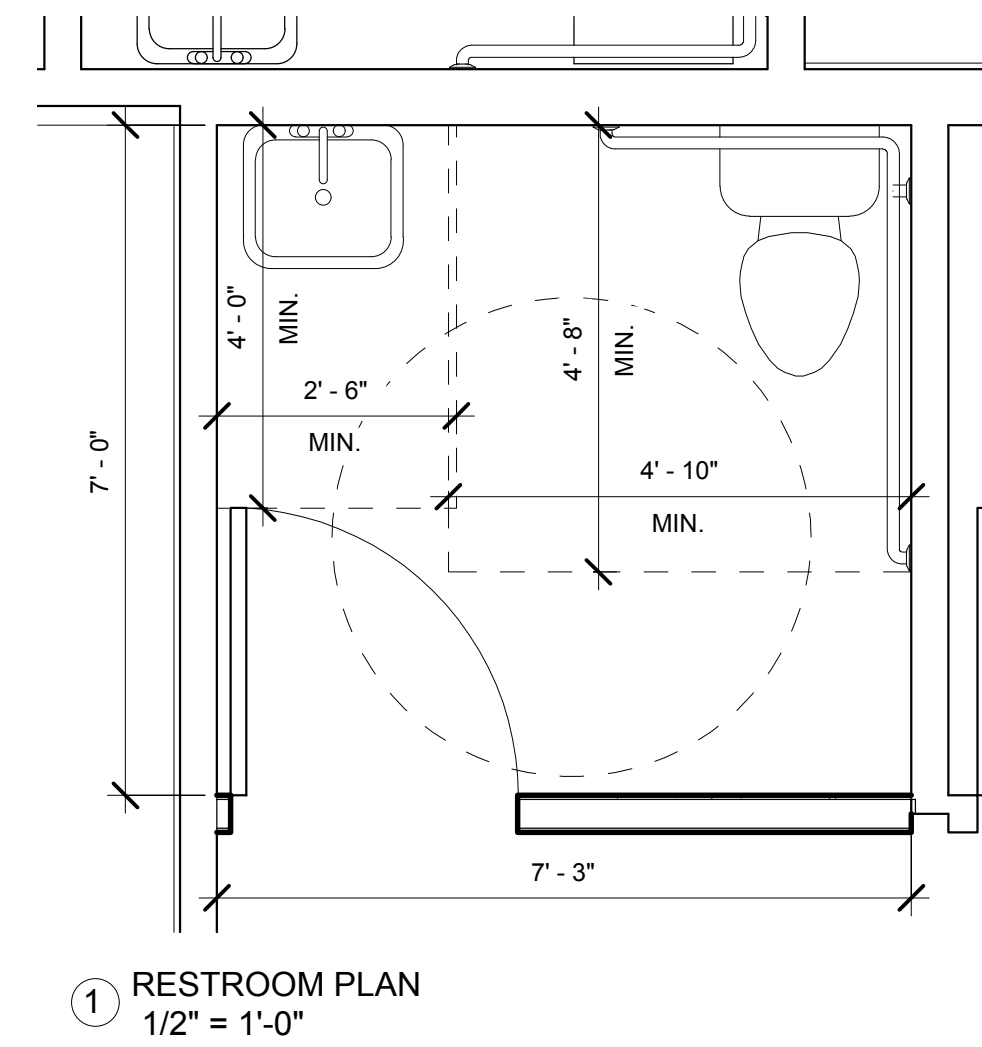 4' - 0"
MIN.
4' - 8"
MIN.
2' - 6"
MIN.
7' - 0"
4' - 10"
MIN.
7' - 3"
1
RESTROOM PLAN
1/2" = 1'-0"